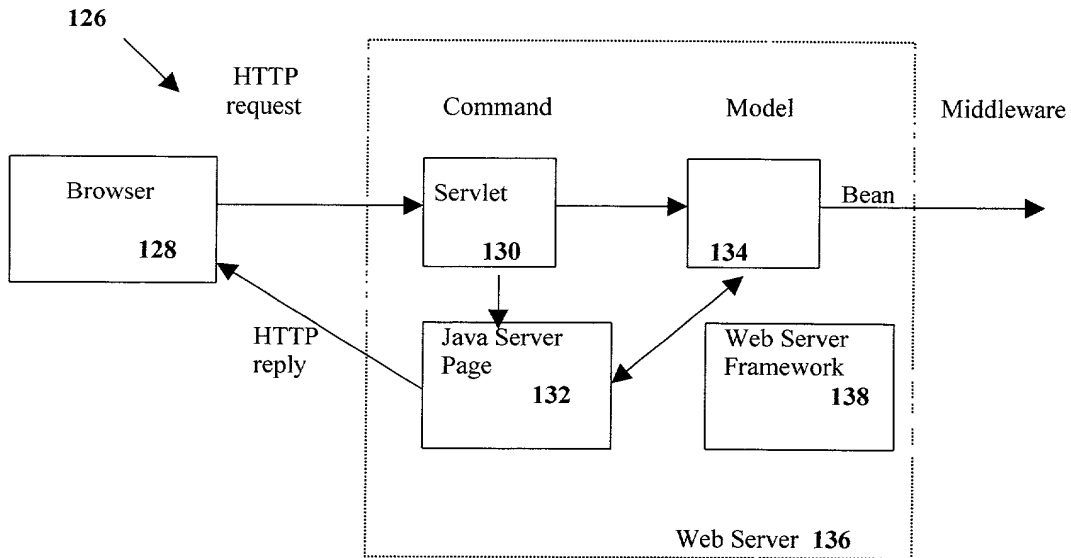 126
HTTP
request
Command
Model
Middleware
Browser
128
Servlet
130
134
Bean
HTTP
reply
Java Server
Page
132
Web Server
Framework
138
Web Server 136